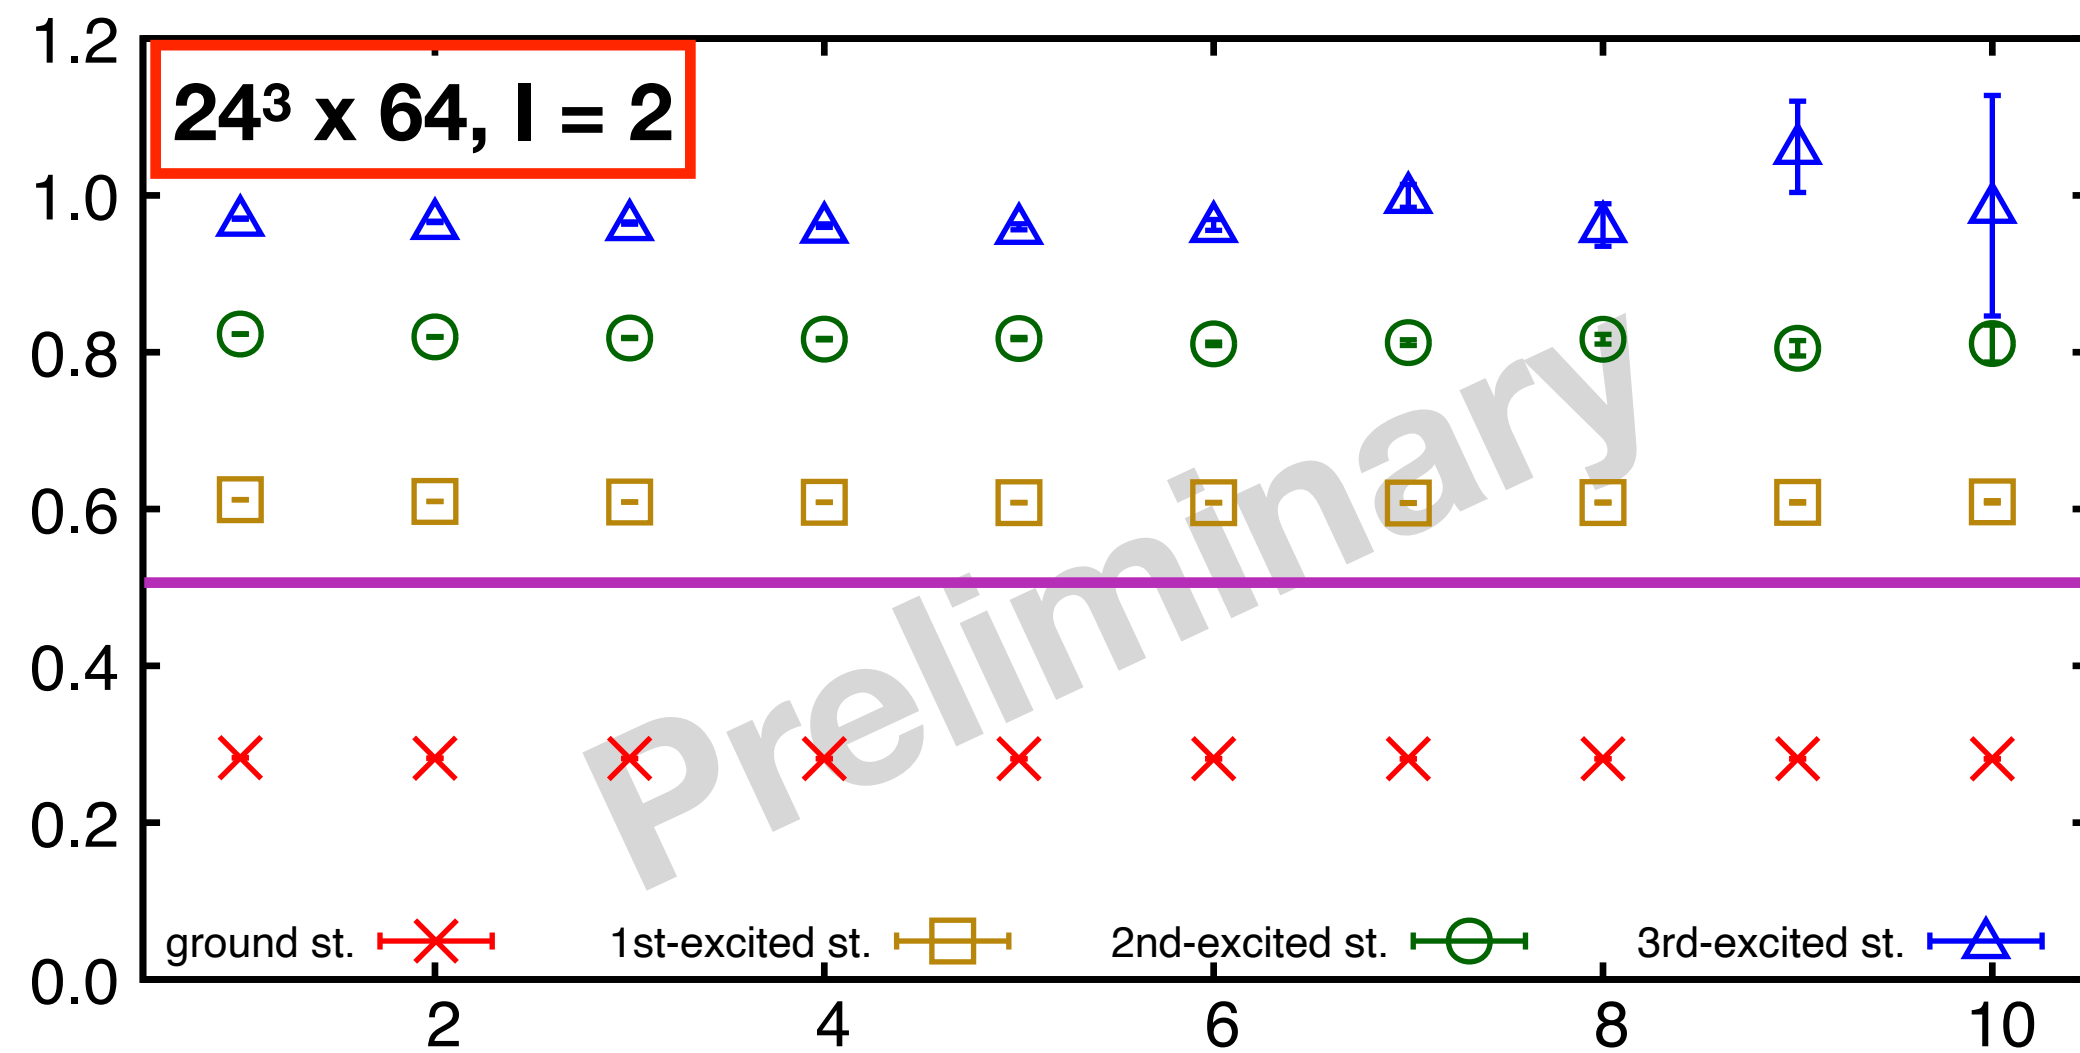 1.2
24³ x 64, I = 2
1.0
0.8
0.6
0.4
0.2
0.0
Preliminary
ground st. 1st-excited st. 2nd-excited st. 3rd-excited st.
2 4 6 8 10